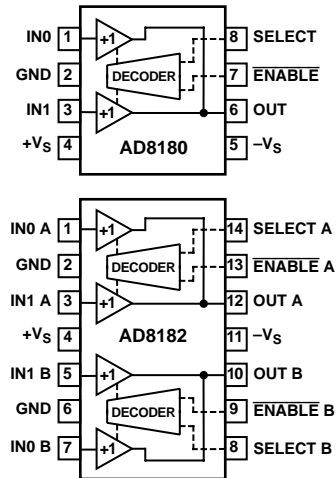 IN0 1 +1 8 SELECT
GND 2 DECODER 7 ENABLE
IN1 3 +1 6 OUT
+VS 4 AD8180 5 –VS
IN0 A 1 +1 14 SELECT A
GND 2 DECODER 13 ENABLE A
IN1 A 3 +1 12 OUT A
+VS 4 AD8182 11 –VS
IN1 B 5 +1 10 OUT B
GND 6 DECODER 9 ENABLE B
IN0 B 7 +1 8 SELECT B